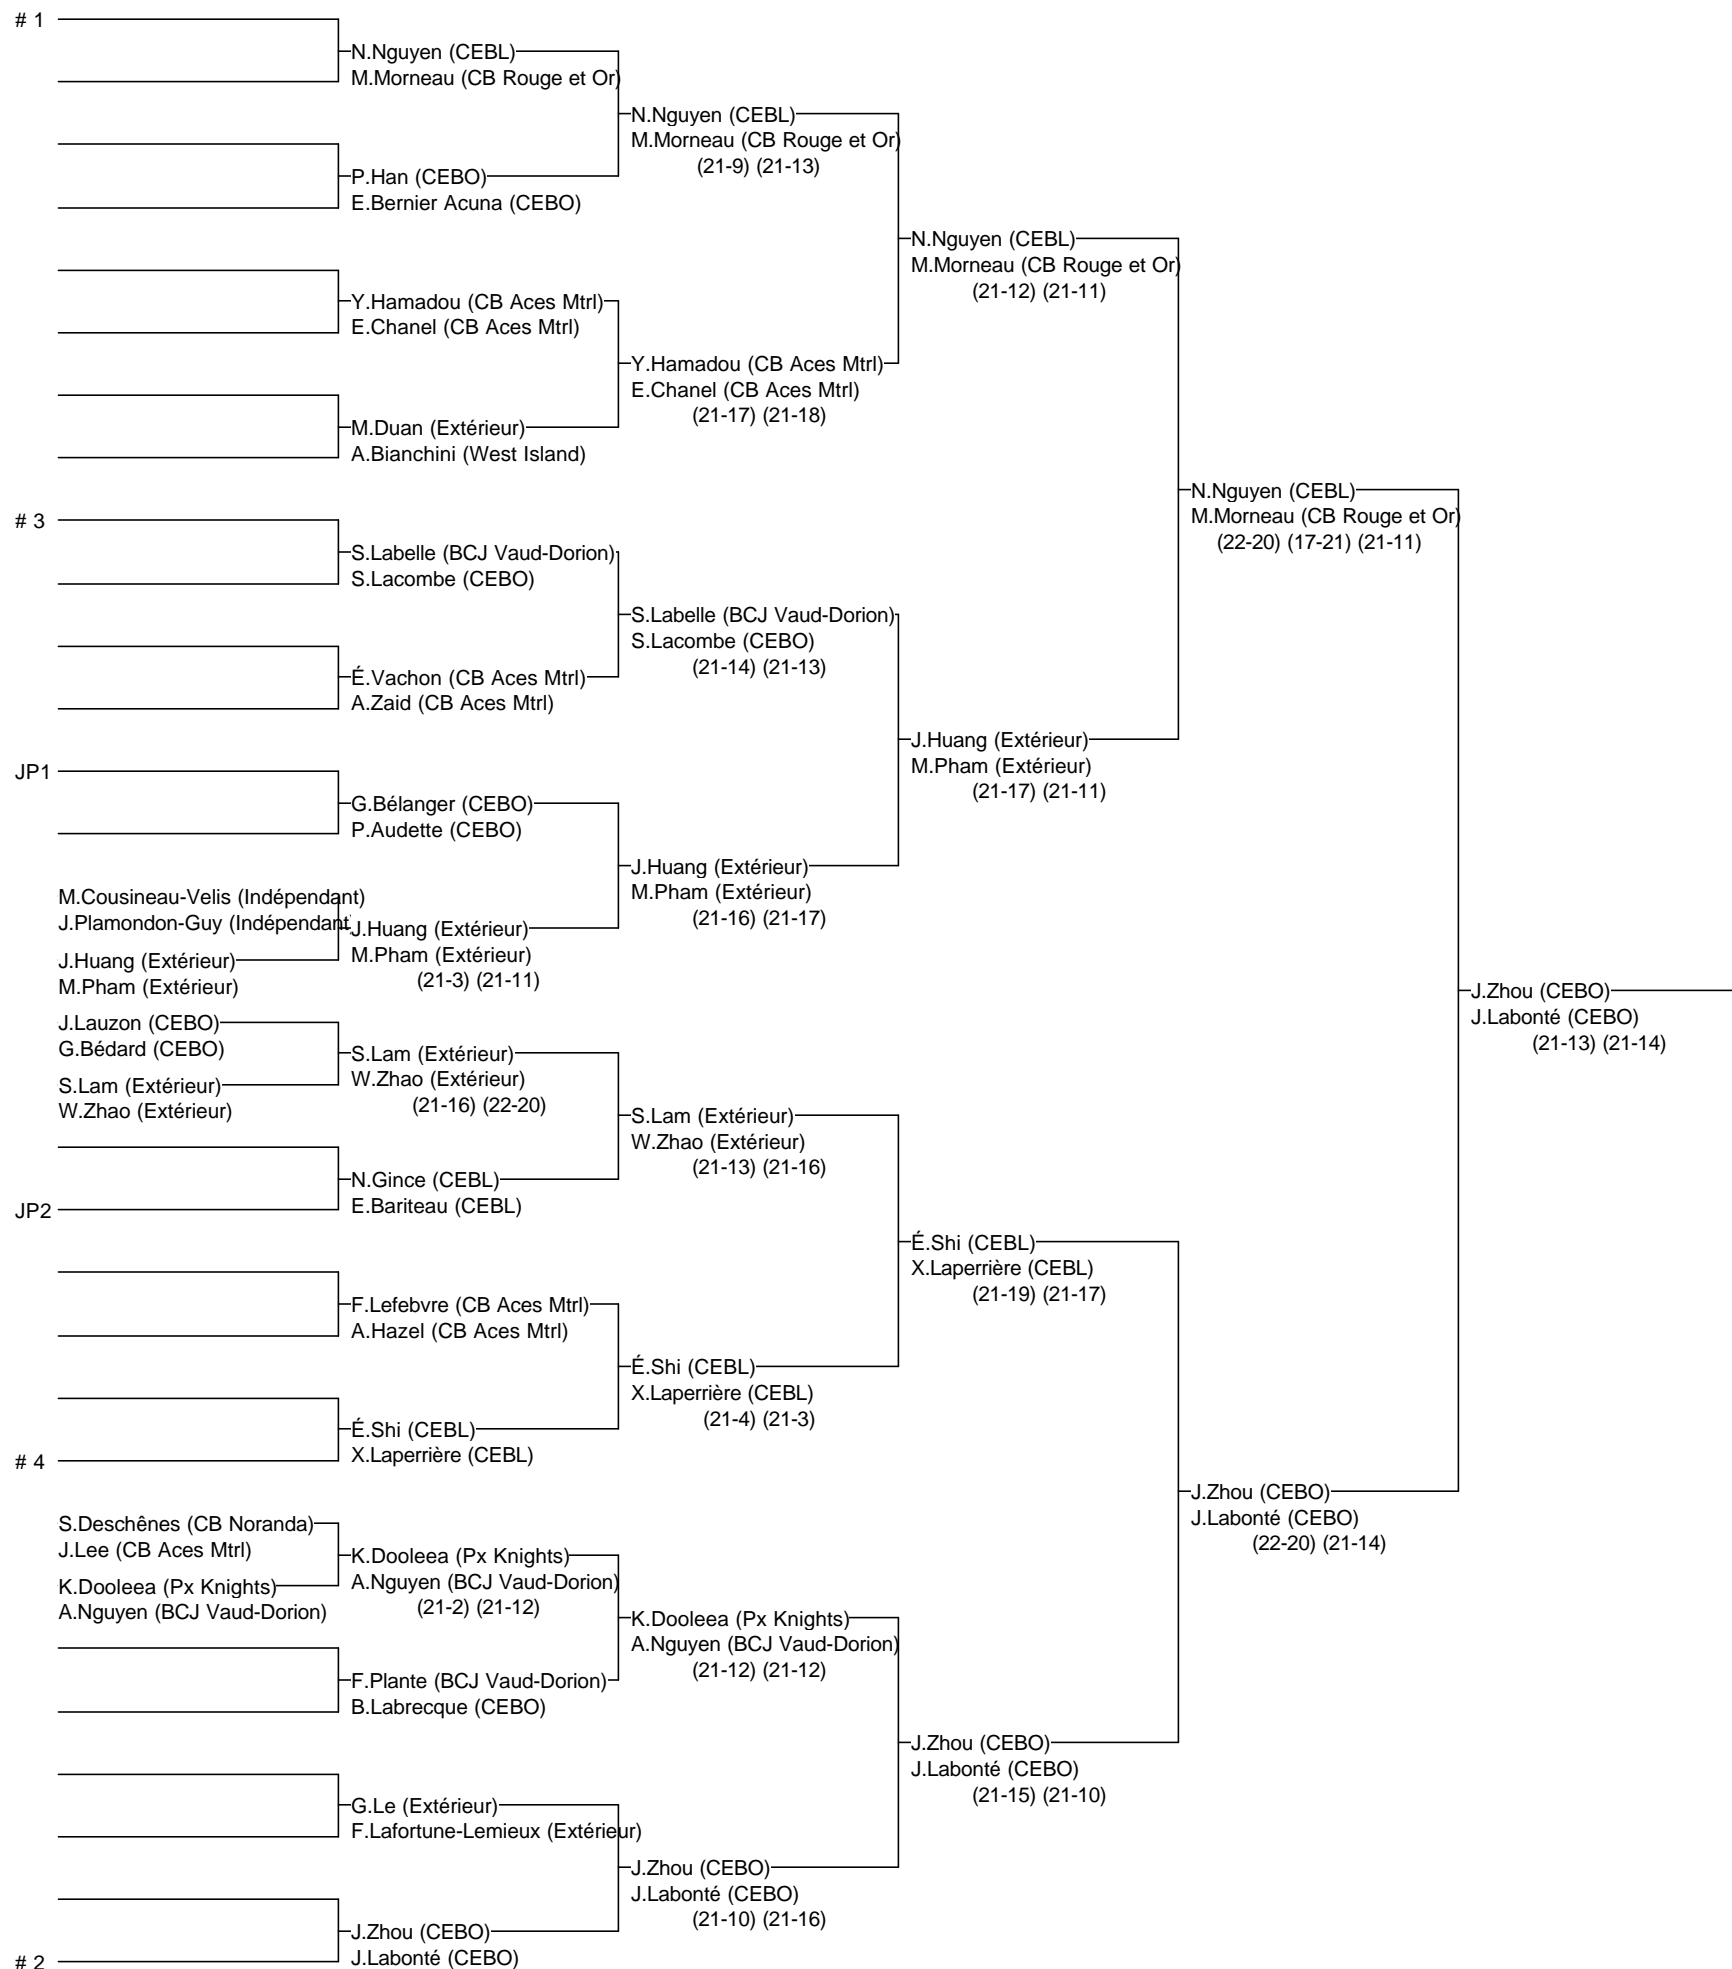 # 1
N.Nguyen (CEBL)
M.Morneau (CB Rouge et Or)
N.Nguyen (CEBL)
M.Morneau (CB Rouge et Or)
(21-9) (21-13)
P.Han (CEBO)
E.Bernier Acuna (CEBO)
N.Nguyen (CEBL)
M.Morneau (CB Rouge et Or)
(21-12) (21-11)
Y.Hamadou (CB Aces Mtrl)
E.Chanel (CB Aces Mtrl)
Y.Hamadou (CB Aces Mtrl)
E.Chanel (CB Aces Mtrl)
(21-17) (21-18)
M.Duan (Extérieur)
A.Bianchini (West Island)
N.Nguyen (CEBL)
M.Morneau (CB Rouge et Or)
(22-20) (17-21) (21-11)
# 3
S.Labelle (BCJ Vaud-Dorion)
S.Lacombe (CEBO)
S.Labelle (BCJ Vaud-Dorion)
S.Lacombe (CEBO)
(21-14) (21-13)
É.Vachon (CB Aces Mtrl)
A.Zaid (CB Aces Mtrl)
J.Huang (Extérieur)
M.Pham (Extérieur)
(21-17) (21-11)
JP1
G.Bélanger (CEBO)
P.Audette (CEBO)
J.Huang (Extérieur)
M.Pham (Extérieur)
(21-16) (21-17)
M.Cousineau-Velis (Indépendant)
J.Plamondon-Guy (Indépendant
J.Huang (Extérieur)
M.Pham (Extérieur)
(21-3) (21-11)
J.Huang (Extérieur)
M.Pham (Extérieur)
J.Zhou (CEBO)
J.Labonté (CEBO)
(21-13) (21-14)
J.Lauzon (CEBO)
G.Bédard (CEBO)
S.Lam (Extérieur)
W.Zhao (Extérieur)
(21-16) (22-20)
S.Lam (Extérieur)
W.Zhao (Extérieur)
S.Lam (Extérieur)
W.Zhao (Extérieur)
(21-13) (21-16)
N.Gince (CEBL)
E.Bariteau (CEBL)
JP2
É.Shi (CEBL)
X.Laperrière (CEBL)
(21-19) (21-17)
F.Lefebvre (CB Aces Mtrl)
A.Hazel (CB Aces Mtrl)
É.Shi (CEBL)
X.Laperrière (CEBL)
(21-4) (21-3)
É.Shi (CEBL)
X.Laperrière (CEBL)
# 4
J.Zhou (CEBO)
J.Labonté (CEBO)
(22-20) (21-14)
S.Deschênes (CB Noranda)
J.Lee (CB Aces Mtrl)
K.Dooleea (Px Knights)
A.Nguyen (BCJ Vaud-Dorion)
(21-2) (21-12)
K.Dooleea (Px Knights)
A.Nguyen (BCJ Vaud-Dorion)
K.Dooleea (Px Knights)
A.Nguyen (BCJ Vaud-Dorion)
(21-12) (21-12)
F.Plante (BCJ Vaud-Dorion)
B.Labrecque (CEBO)
J.Zhou (CEBO)
J.Labonté (CEBO)
(21-15) (21-10)
G.Le (Extérieur)
F.Lafortune-Lemieux (Extérieur)
J.Zhou (CEBO)
J.Labonté (CEBO)
(21-10) (21-16)
J.Zhou (CEBO)
J.Labonté (CEBO)
# 2